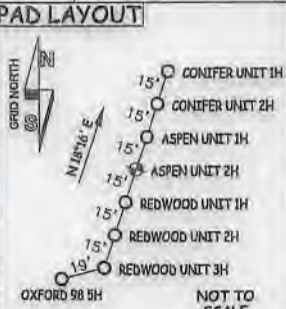 PAD LAYOUT
GRID NORTH
N
S
N 18°16' E
CONIFER UNIT 1H
15'
CONIFER UNIT 2H
15'
ASPEN UNIT 1H
15'
ASPEN UNIT 2H
15'
REDWOOD UNIT 1H
15'
REDWOOD UNIT 2H
15'
REDWOOD UNIT 3H
19'
OXFORD 98 5H
NOT TO
SCALE